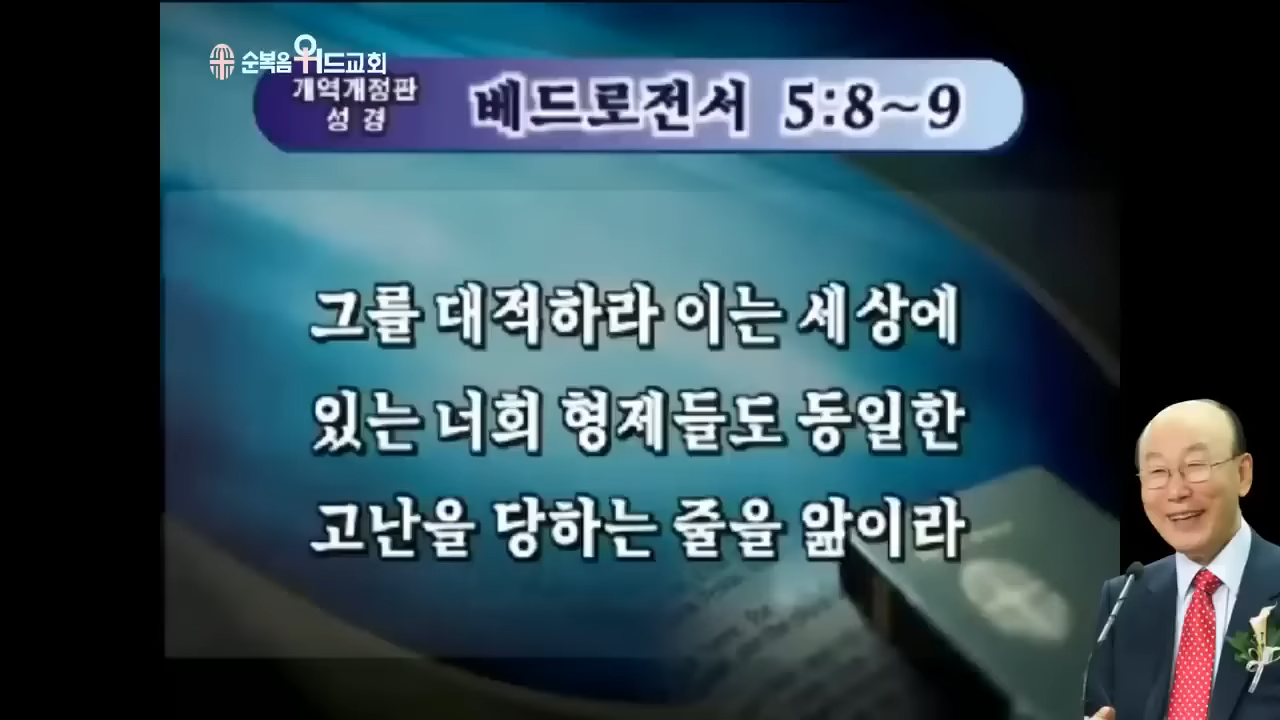 순복음위드교회
개역개정판
성 경
베드로전서 5:8~9
그를 대적하라 이는 세상에
있는 너희 형제들도 동일한
고난을 당하는 줄을 앎이라